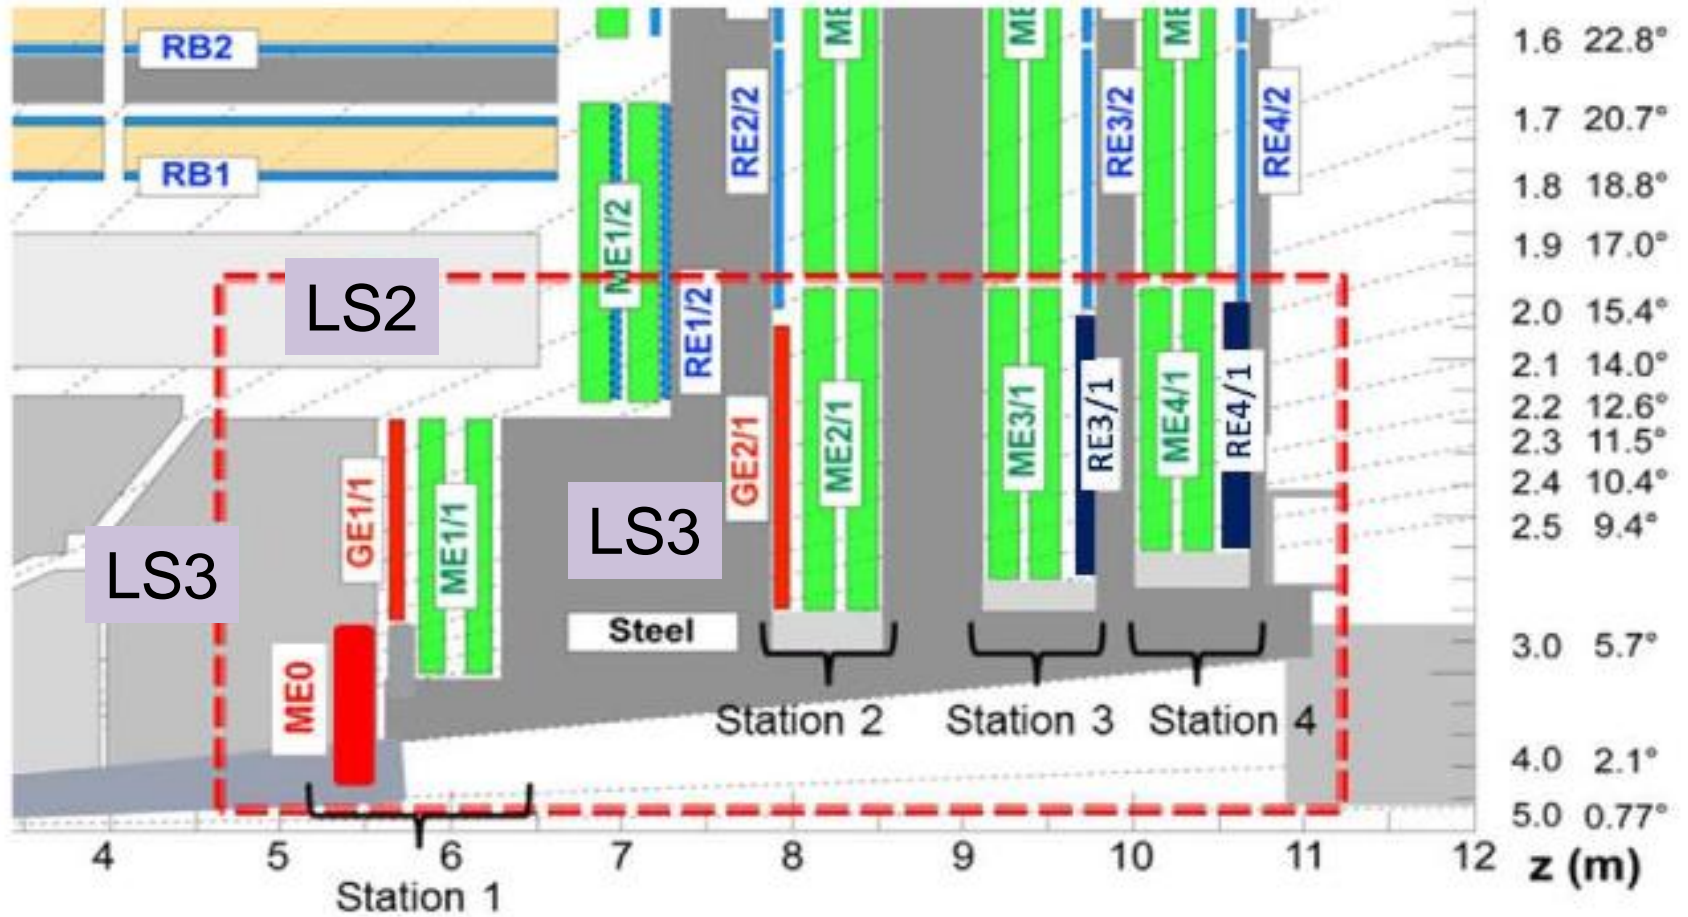 RB2
RB1
ME1/2
RE1/2
RE2/2
ME
ME
ME
RE3/2
RE4/2
1.6 22.8°
1.7 20.7°
1.8 18.8°
1.9 17.0°
2.0 15.4°
2.1 14.0°
2.2 12.6°
2.3 11.5°
2.4 10.4°
2.5 9.4°
3.0 5.7°
4.0 2.1°
5.0 0.77°
LS2
LS3
LS3
GE1/1
ME1/1
GE2/1
ME2/1
ME3/1
RE3/1
ME4/1
RE4/1
ME0
Steel
Station 2
Station 3
Station 4
4 5 6 7 8 9 10 11 12
z (m)
Station 1